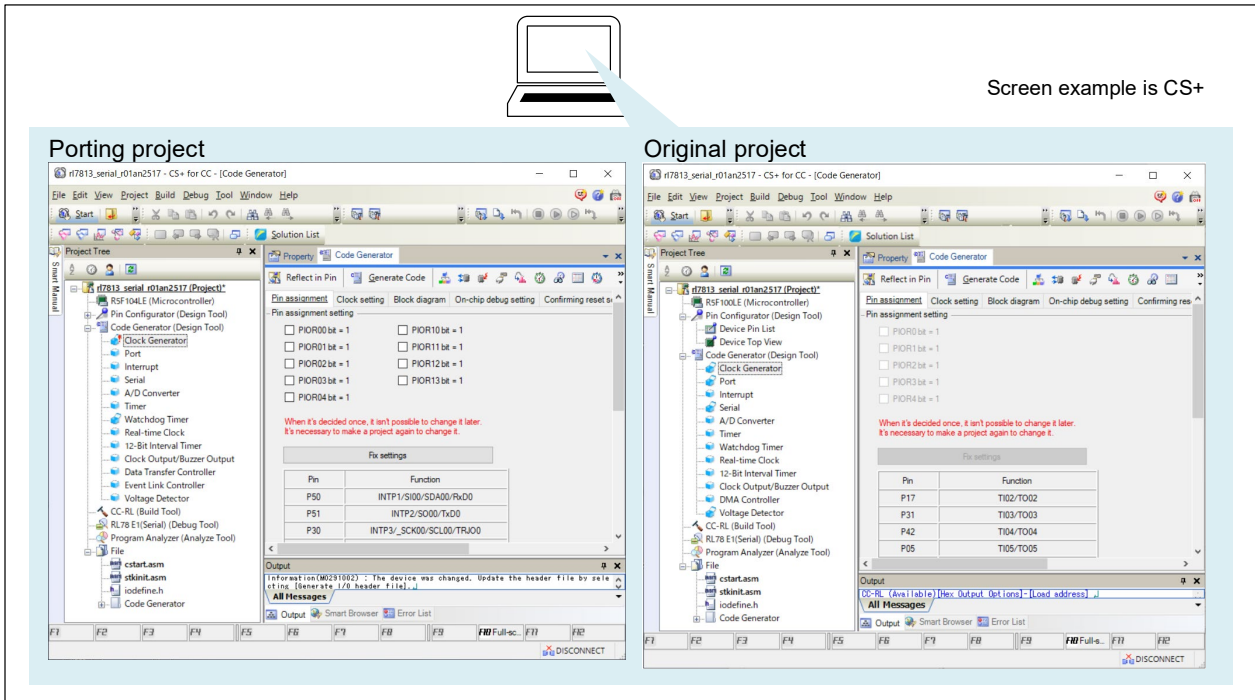 Screen example is CS+
Porting project
rl7813_serial_r01an2517 - CS+ for CC - [Code Generator]
File Edit View Project Build Debug Tool Window Help
Start
Solution List
Smart Manual
Project Tree
rl7813_serial_r01an2517 (Project)*
R5F104LE (Microcontroller)
Pin Configurator (Design Tool)
Code Generator (Design Tool)
Clock Generator
Port
Interrupt
Serial
A/D Converter
Timer
Watchdog Timer
Real-time Clock
12-Bit Interval Timer
Clock Output/Buzzer Output
Data Transfer Controller
Event Link Controller
Voltage Detector
CC-RL (Build Tool)
RL78 E1(Serial) (Debug Tool)
Program Analyzer (Analyze Tool)
File
cstart.asm
stkinit.asm
iodefine.h
Code Generator
Property Code Generator
Reflect in Pin Generate Code
Pin assignment Clock setting Block diagram On-chip debug setting Confirming reset s
Pin assignment setting
PIOR00 bit = 1 PIOR10 bit = 1
PIOR01 bit = 1 PIOR11 bit = 1
PIOR02 bit = 1 PIOR12 bit = 1
PIOR03 bit = 1 PIOR13 bit = 1
PIOR04 bit = 1
When it's decided once, it isn't possible to change it later.
It's necessary to make a project again to change it.
Fix settings
Pin Function
P50 INTP1/SI00/SDA00/RxD0
P51 INTP2/SO00/TxD0
P30 INTP3/_SCK00/SCL00/TRJO0
Output
Information(M0291002) : The device was changed. Update the header file by sele
cting [Generate I/O header file].
All Messages
Output Smart Browser Error List
F1 F2 F3 F4 F5 F6 F7 F8 F9 F10 Full-sc... F11 F12
DISCONNECT
Original project
rl7813_serial_r01an2517 - CS+ for CC - [Code Generator]
File Edit View Project Build Debug Tool Window Help
Start
Solution List
Smart Manual
Project Tree
rl7813_serial_r01an2517 (Project)*
R5F100LE (Microcontroller)
Pin Configurator (Design Tool)
Device Pin List
Device Top View
Code Generator (Design Tool)
Clock Generator
Port
Interrupt
Serial
A/D Converter
Timer
Watchdog Timer
Real-time Clock
12-Bit Interval Timer
Clock Output/Buzzer Output
DMA Controller
Voltage Detector
CC-RL (Build Tool)
RL78 E1(Serial) (Debug Tool)
Program Analyzer (Analyze Tool)
File
cstart.asm
stkinit.asm
iodefine.h
Code Generator
Property Code Generator
Reflect in Pin Generate Code
Pin assignment Clock setting Block diagram On-chip debug setting Confirming res
Pin assignment setting
PIOR0 bit = 1
PIOR1 bit = 1
PIOR2 bit = 1
PIOR3 bit = 1
PIOR4 bit = 1
When it's decided once, it isn't possible to change it later.
It's necessary to make a project again to change it.
Fix settings
Pin Function
P17 TI02/TO02
P31 TI03/TO03
P42 TI04/TO04
P05 TI05/TO05
Output
CC-RL (Available)[Hex Output Options]-[Load address]
All Messages
Output Smart Browser Error List
F1 F2 F3 F4 F5 F6 F7 F8 F9 F10 Full-s... F11 F12
DISCONNECT